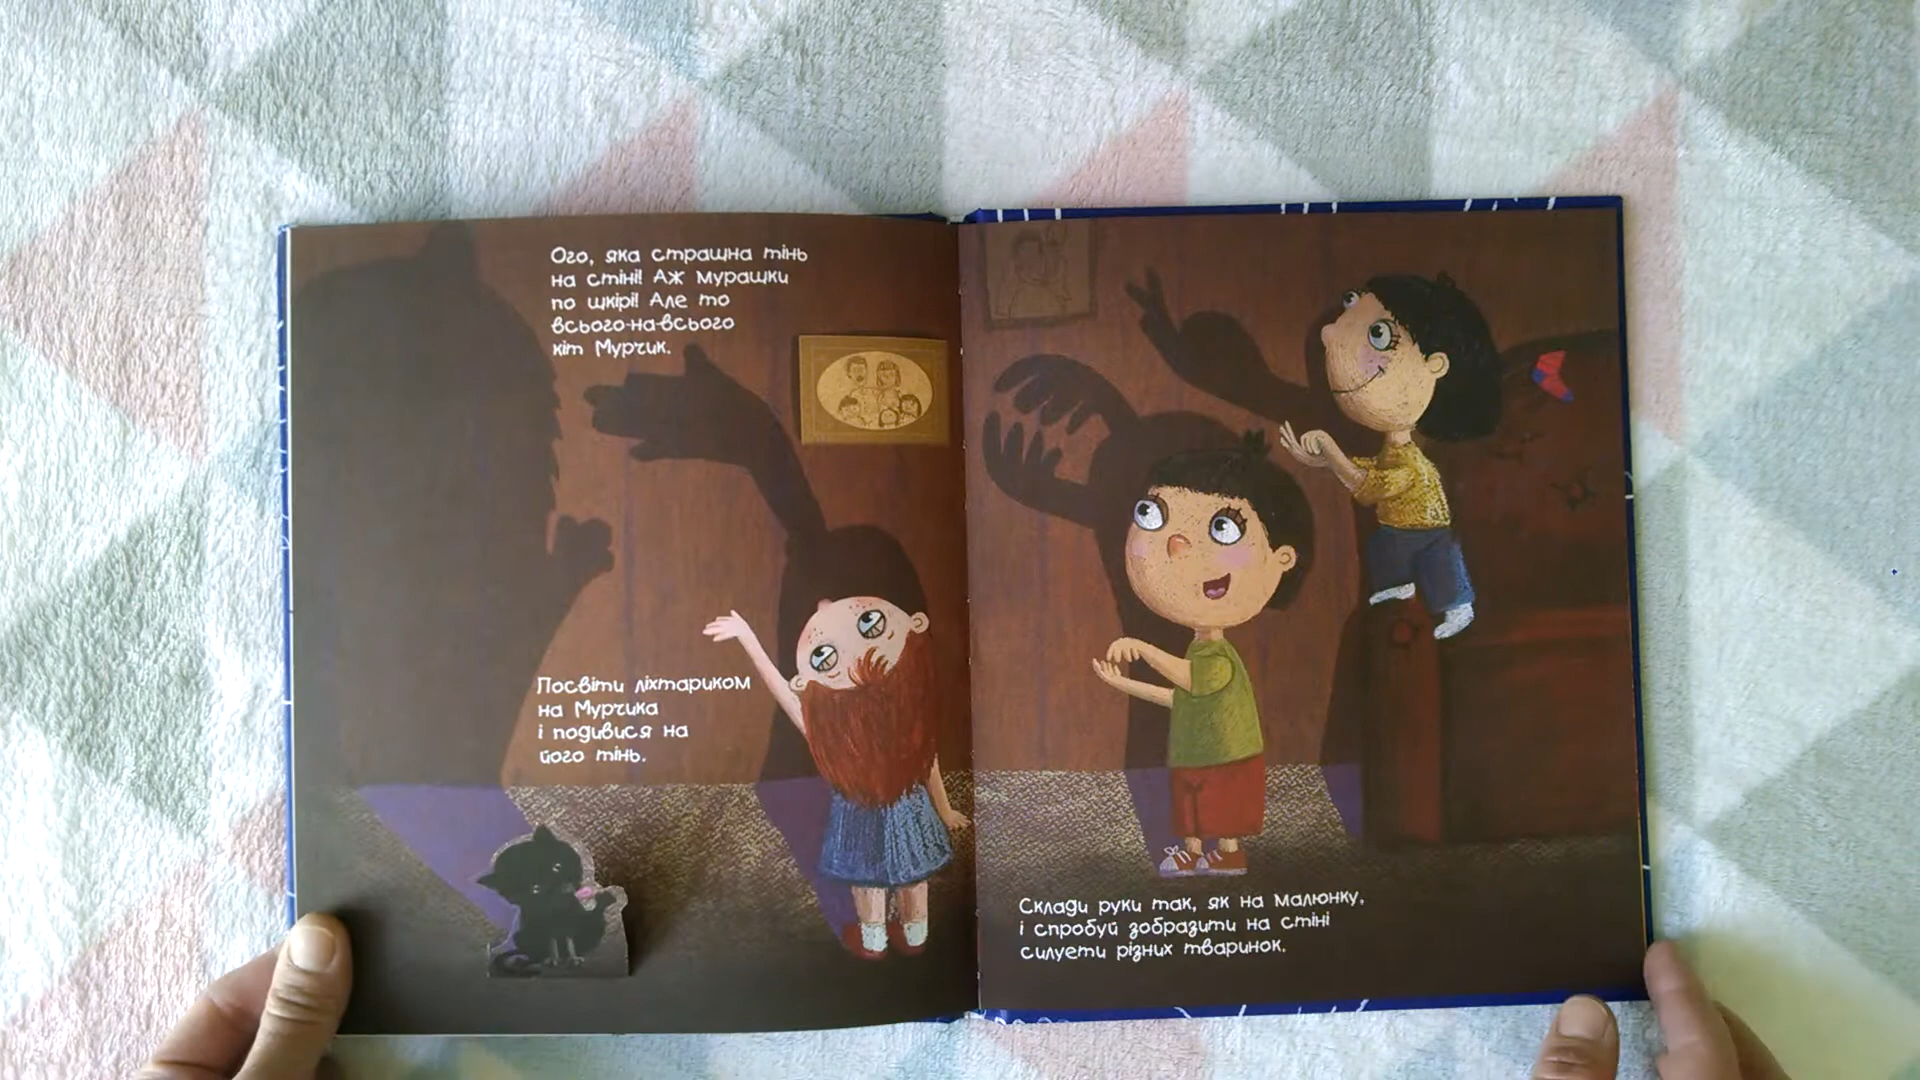 Ого, яка страшна тінь
на стіні! Аж мурашки
по шкірі! Але то
всього-на-всього
кіт Мурчик.
Посвіти ліхтариком
на Мурчика
і подивися на
його тінь.
Склади руки так, як на малюнку,
і спробуй зобразити на стіні
силуети різних тваринок.